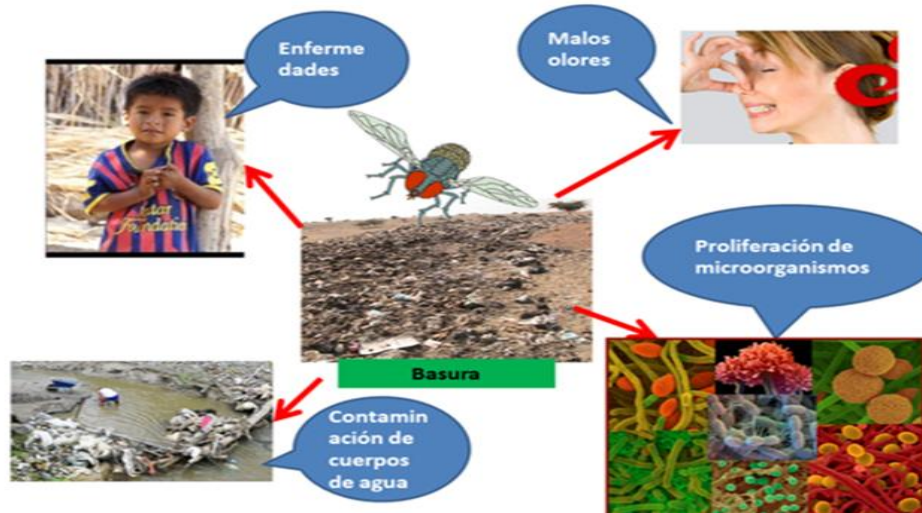 Enferme
dades
Malos
olores
Proliferación de
microorganismos
Basura
Contamin
ación de
cuerpos
de agua